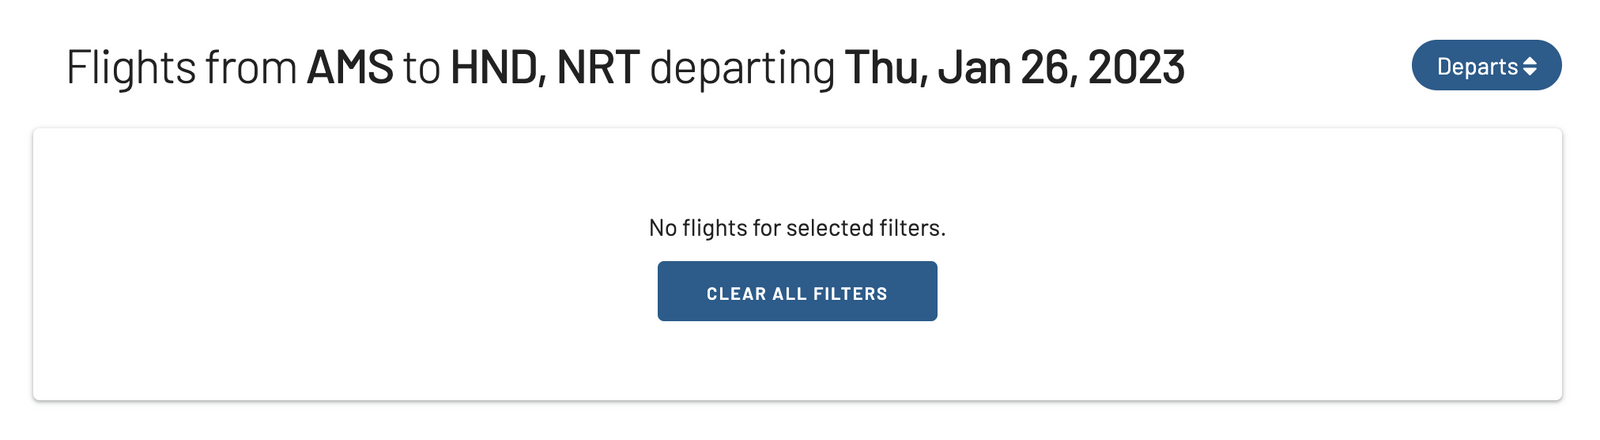 Flights from AMS to HND, NRT departing Thu, Jan 26, 2023
Departs
No flights for selected filters.
CLEAR ALL FILTERS